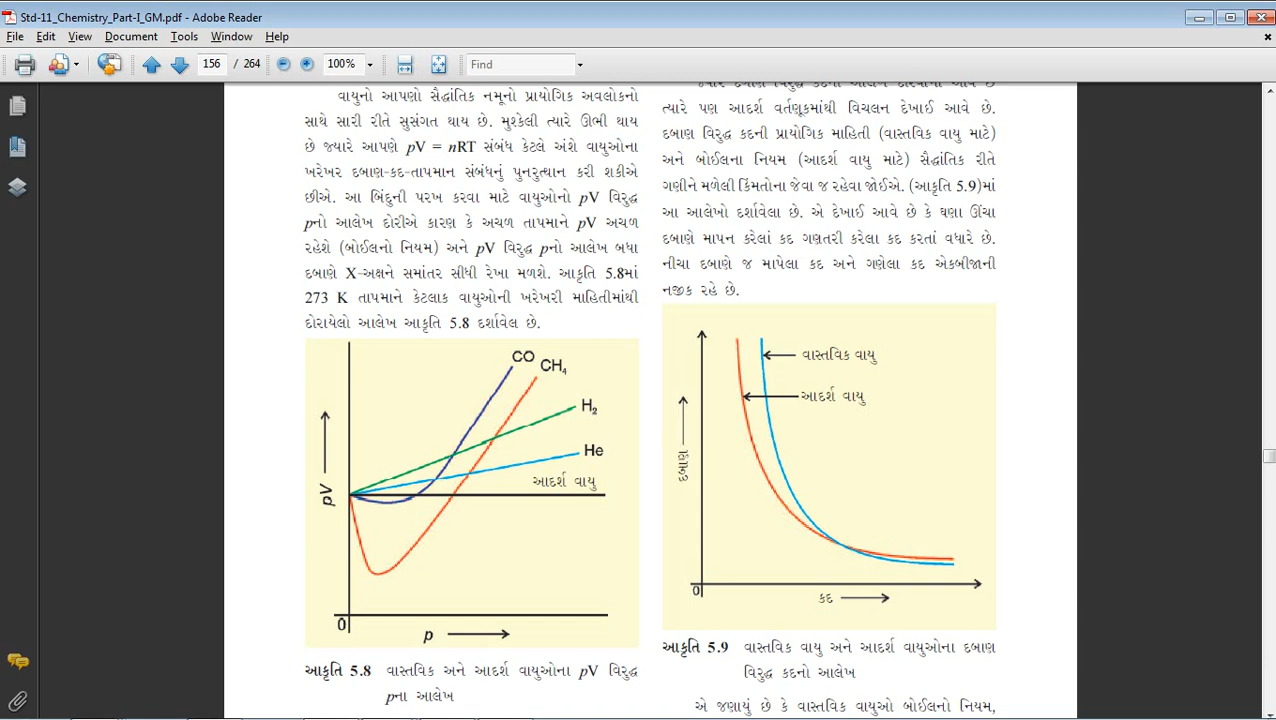 Std-11_Chemistry_Part-I_GM.pdf - Adobe Reader
File Edit View Document Tools Window Help
156 / 264 100% Find
વાયુનો આપણો સૈદ્ધાંતિક નમૂનો પ્રાયોગિક અવલોકનો
સાથે સારી રીતે સુસંગત થાય છે. મુશ્કેલી ત્યારે ઊભી થાય
છે જ્યારે આપણે pV = nRT સંબંધ કેટલે અંશે વાયુઓના
ખરેખર દબાણ-કદ-તાપમાન સંબંધનું પુનરુત્થાન કરી શકીએ
છીએ. આ બિંદુની પરખ કરવા માટે વાયુઓનો pV વિરુદ્ધ
pનો આલેખ દોરીએ કારણ કે અચળ તાપમાને pV અચળ
રહેશે (બોઈલનો નિયમ) અને pV વિરુદ્ધ pનો આલેખ બધા
દબાણે X-અક્ષને સમાંતર સીધી રેખા મળશે. આકૃતિ 5.8માં
273 K તાપમાને કેટલાક વાયુઓની ખરેખરી માહિતીમાંથી
દોરાયેલો આલેખ આકૃતિ 5.8 દર્શાવેલ છે.
CO
CH₄
H₂
He
આદર્શ વાયુ
pV
0
p
આકૃતિ 5.8 વાસ્તવિક અને આદર્શ વાયુઓના pV વિરુદ્ધ
pના આલેખ
જ્યારે દબાણ વિરુદ્ધ કદનો આલેખ દોરવામાં આવે છે
ત્યારે પણ આદર્શ વર્તણૂકમાંથી વિચલન દેખાઈ આવે છે.
દબાણ વિરુદ્ધ કદની પ્રાયોગિક માહિતી (વાસ્તવિક વાયુ માટે)
અને બોઈલના નિયમ (આદર્શ વાયુ માટે) સૈદ્ધાંતિક રીતે
ગણીને મળેલી કિંમતોના જેવા જ રહેવા જોઈએ. (આકૃતિ 5.9)માં
આ આલેખો દર્શાવેલા છે. એ દેખાઈ આવે છે કે ઘણા ઊંચા
દબાણે માપન કરેલાં કદ ગણતરી કરેલા કદ કરતાં વધારે છે.
નીચા દબાણે જ માપેલા કદ અને ગણેલા કદ એકબીજાની
નજીક રહે છે.
વાસ્તવિક વાયુ
આદર્શ વાયુ
દબાણ
0
કદ
આકૃતિ 5.9 વાસ્તવિક વાયુ અને આદર્શ વાયુઓના દબાણ
વિરુદ્ધ કદનો આલેખ
એ જણાયું છે કે વાસ્તવિક વાયુઓ બોઈલનો નિયમ,